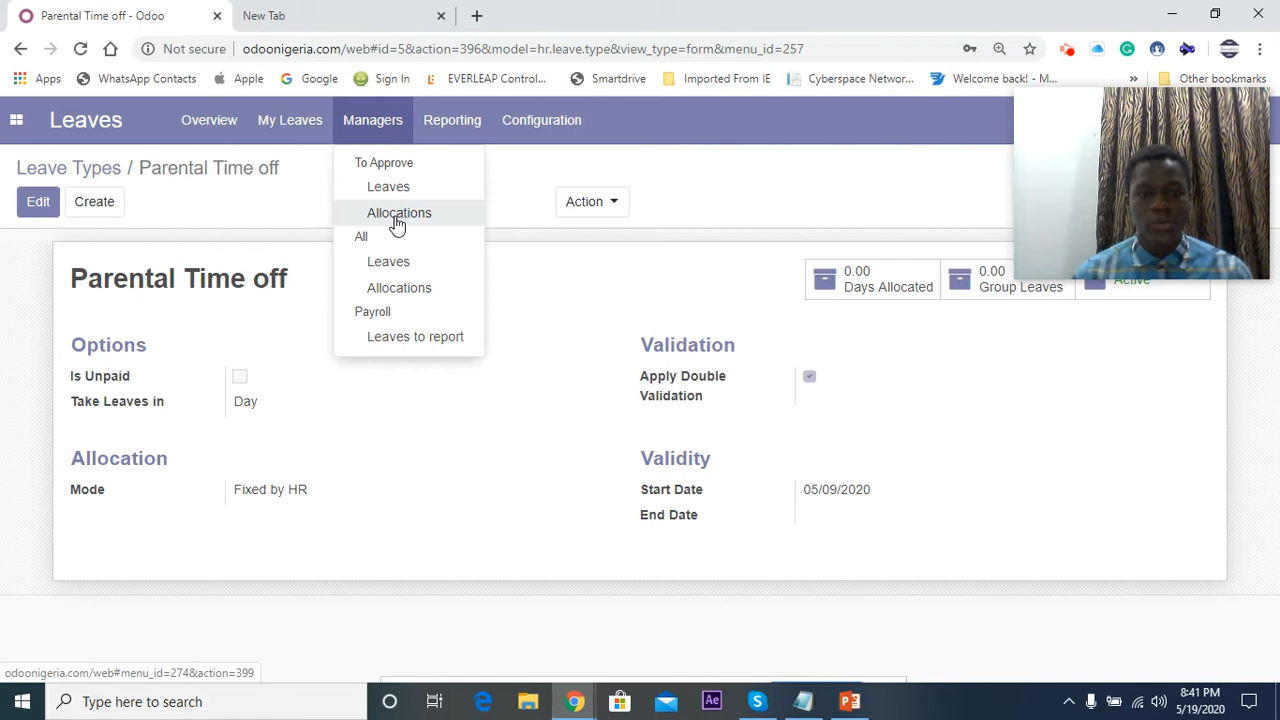 Parental Time off - Odoo
New Tab
Not secure
odoonigeria.com/web#id=5&action=396&model=hr.leave.type&view_type=form&menu_id=257
Apps
WhatsApp Contacts
Apple
Google
Sign In
EVERLEAP Control...
Smartdrive
Imported From IE
Cyberspace Networ...
Welcome back! - M...
»
Other bookmarks
Leaves
Overview
My Leaves
Managers
Reporting
Configuration
Leave Types / Parental Time off
Edit
Create
Action
To Approve
Leaves
Allocations
All
Leaves
Allocations
Payroll
Leaves to report
Parental Time off
0.00
Days Allocated
0.00
Group Leaves
Active
Options
Is Unpaid
Take Leaves in
Day
Validation
Apply Double
Validation
Allocation
Mode
Fixed by HR
Validity
Start Date
05/09/2020
End Date
odoonigeria.com/web#menu_id=274&action=399
Type here to search
Ae
8:41 PM
5/19/2020